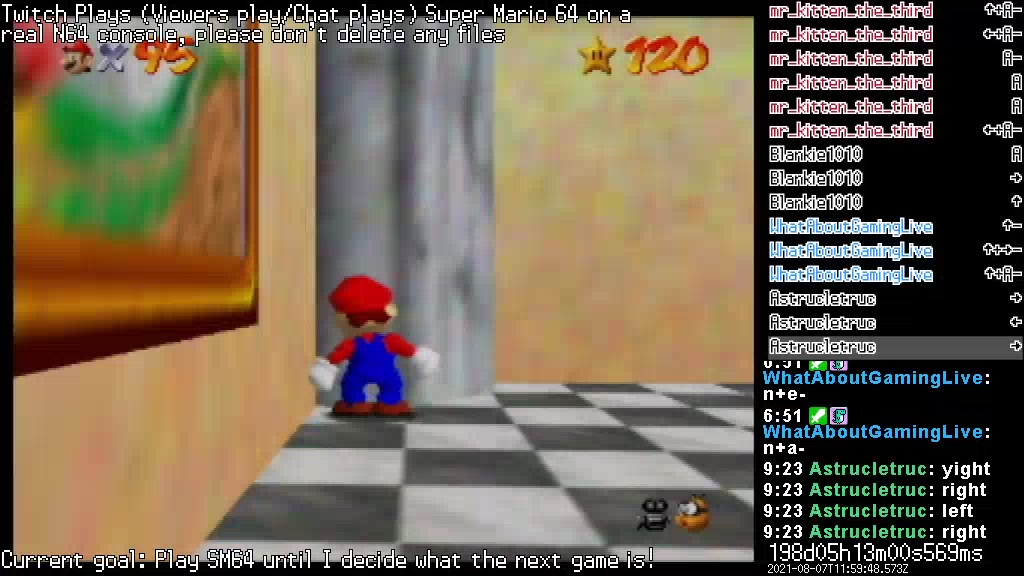 Twitch Plays (Viewers play/Chat plays) Super Mario 64 on a
real N64 console, please don't delete any files
95
120
Current goal: Play SM64 until I decide what the next game is!
mr_kitten_the_third ↑+A-
mr_kitten_the_third ++A-
mr_kitten_the_third A-
mr_kitten_the_third A
mr_kitten_the_third A
mr_kitten_the_third ++A-
Blankie1010 A
Blankie1010 →
Blankie1010 ↑
WhatAboutGamingLive ↑-
WhatAboutGamingLive ↑+→-
WhatAboutGamingLive ↑+A-
Astrucletruc →
Astrucletruc ←
Astrucletruc →
6:51
WhatAboutGamingLive:
n+e-
6:51
WhatAboutGamingLive:
n+a-
9:23 Astrucletruc: yight
9:23 Astrucletruc: right
9:23 Astrucletruc: left
9:23 Astrucletruc: right
198d05h13m00s569ms
2021-08-07T11:59:48.573Z